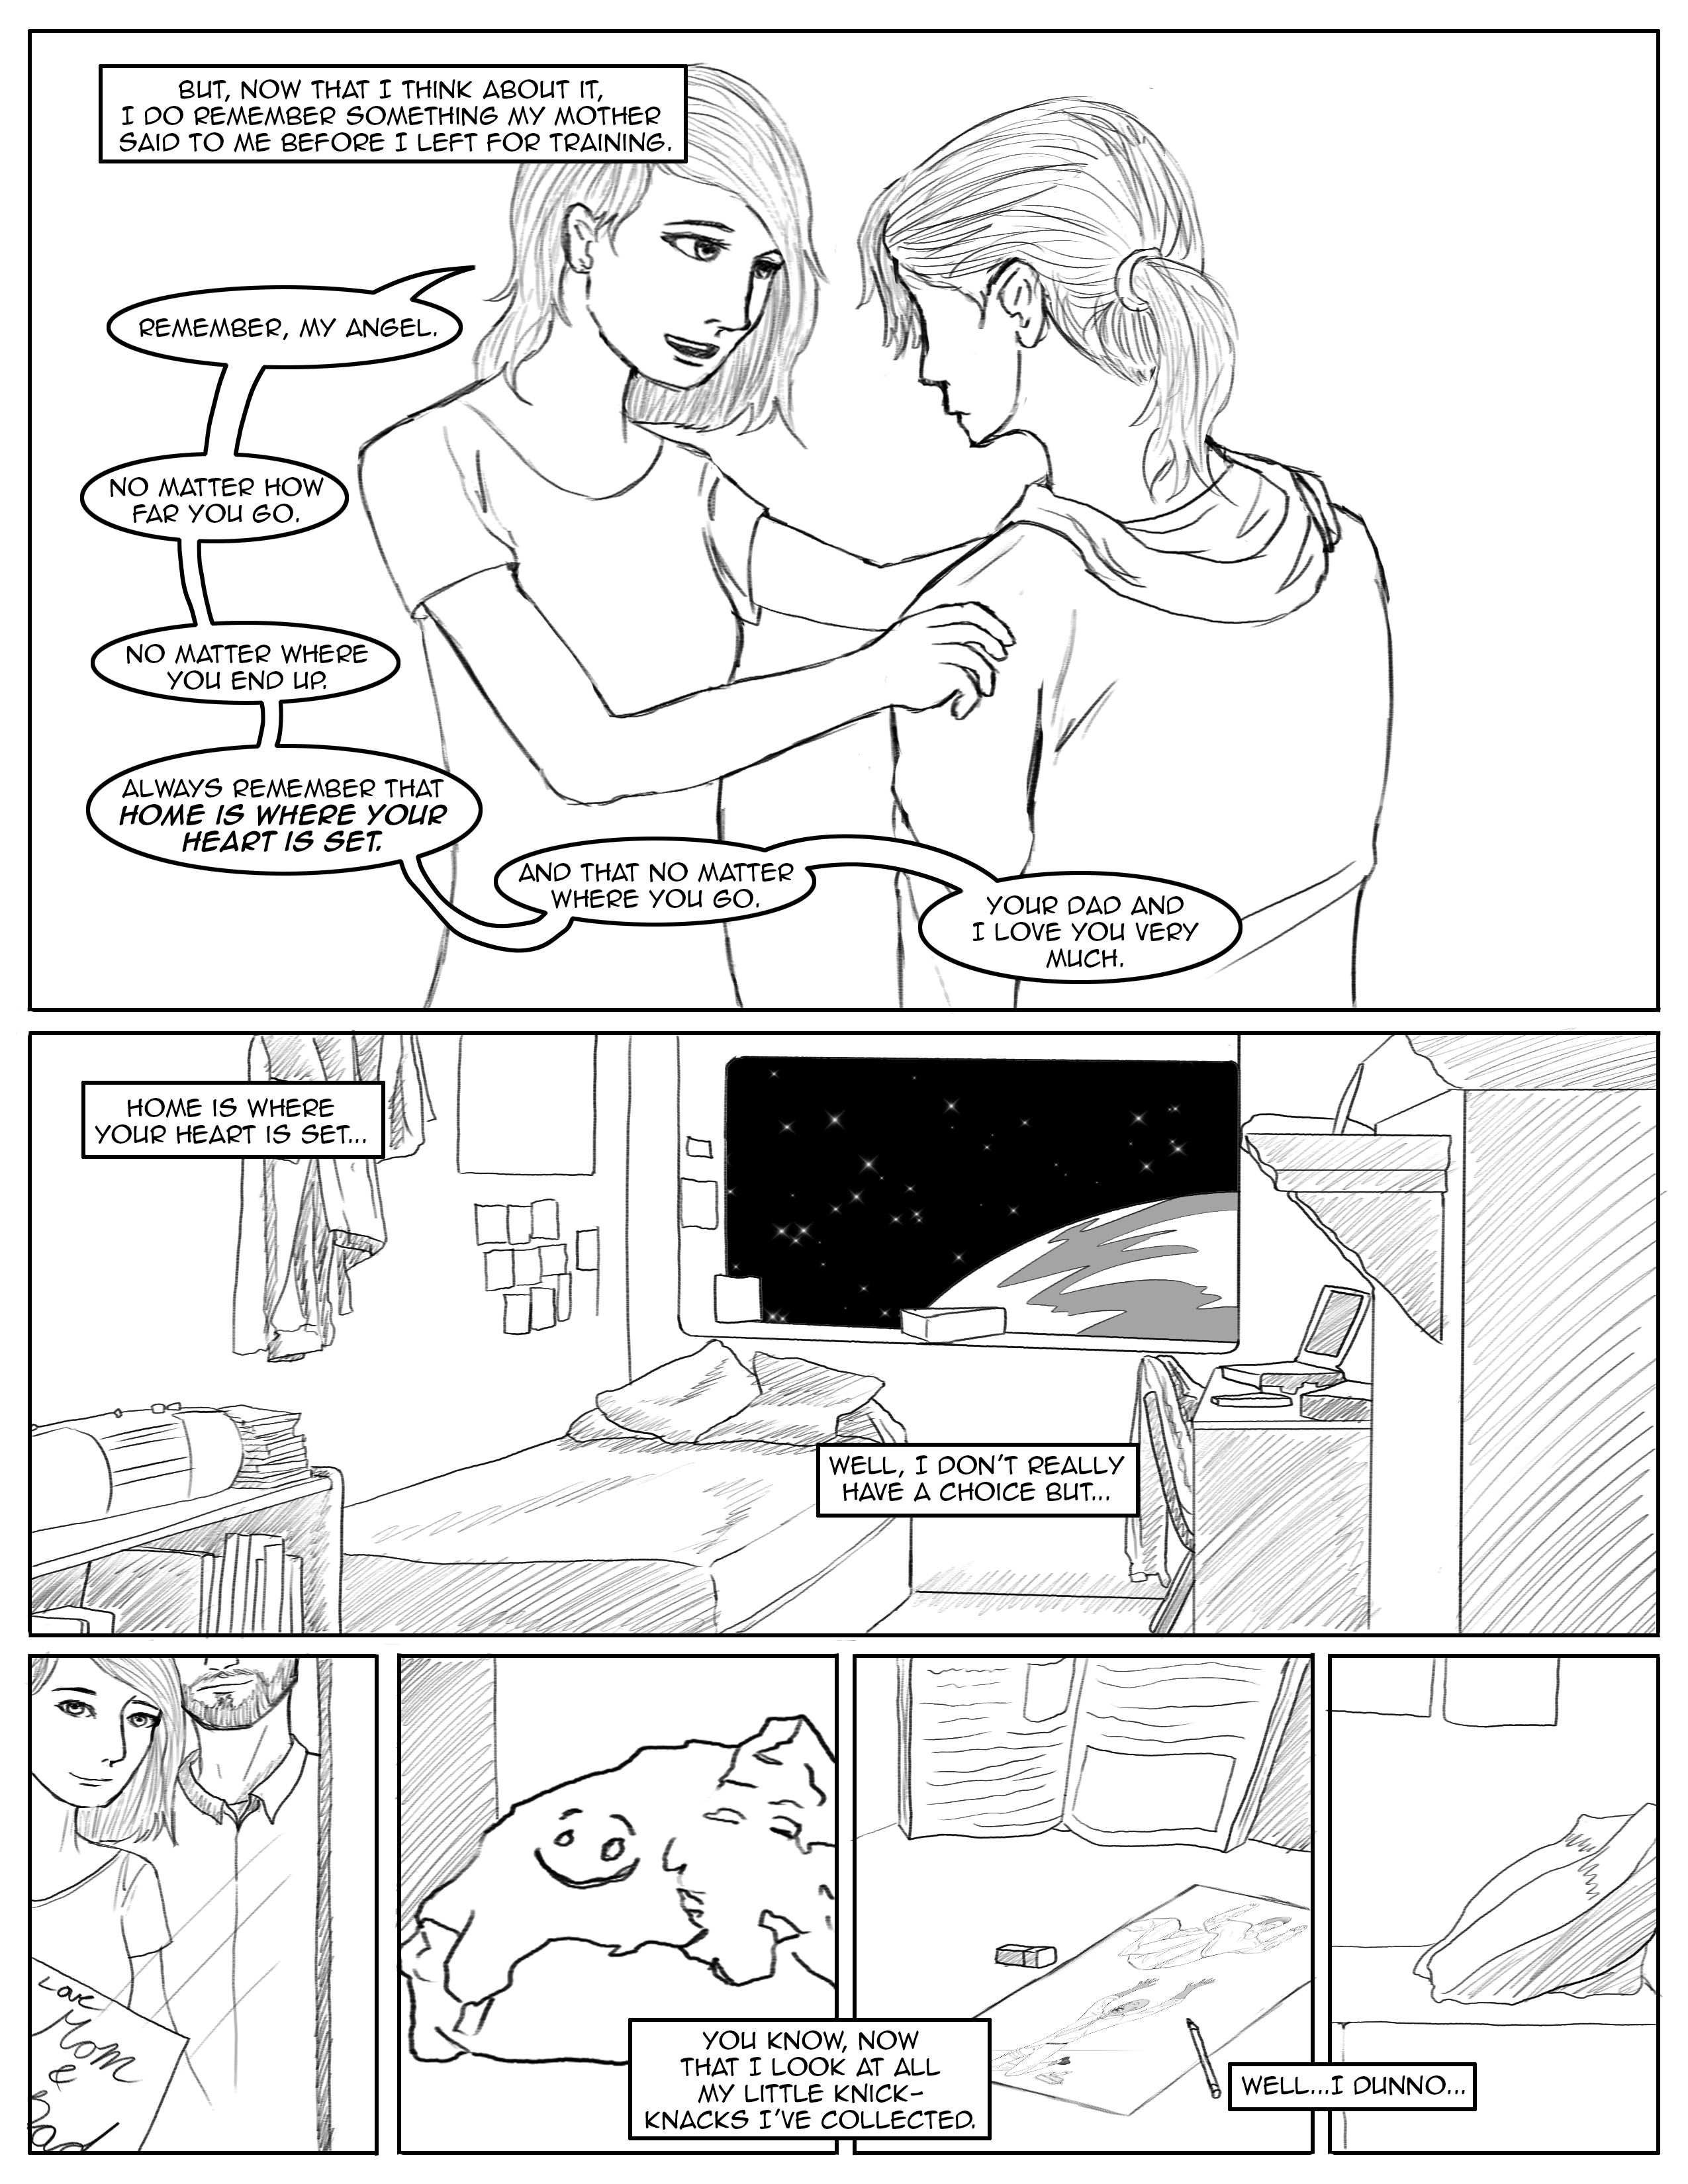 BUT, NOW THAT I THINK ABOUT IT,
I DO REMEMBER SOMETHING MY MOTHER
SAID TO ME BEFORE I LEFT FOR TRAINING.
REMEMBER, MY ANGEL.
NO MATTER HOW
FAR YOU GO.
NO MATTER WHERE
YOU END UP.
ALWAYS REMEMBER THAT
HOME IS WHERE YOUR
HEART IS SET.
AND THAT NO MATTER
WHERE YOU GO.
YOUR DAD AND
I LOVE YOU VERY
MUCH.
HOME IS WHERE
YOUR HEART IS SET...
WELL, I DON'T REALLY
HAVE A CHOICE BUT...
Love
Mom
&
Dad
YOU KNOW, NOW
THAT I LOOK AT ALL
MY LITTLE KNICK-
KNACKS I'VE COLLECTED.
WELL...I DUNNO...